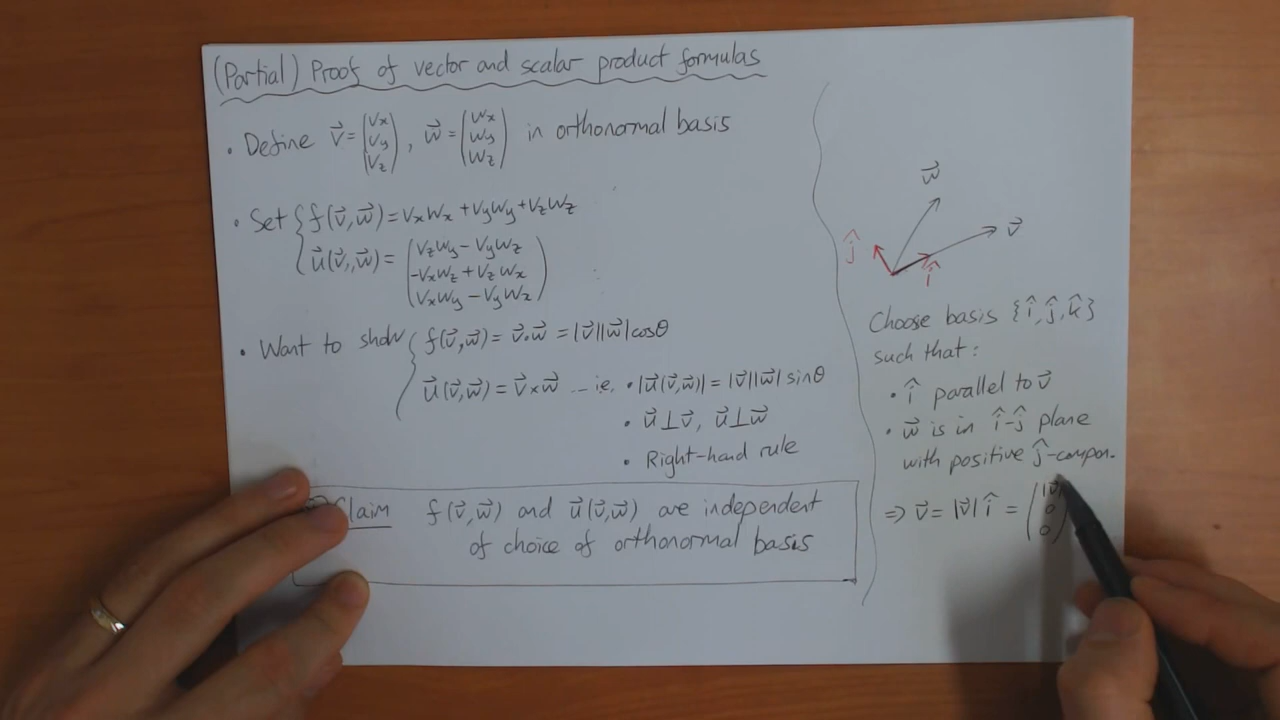 (Partial) Proof of vector and scalar product formulas
• Define v⃗ = (Vx Vy Vz), w⃗ = (Wx Wy Wz) in orthonormal basis
• Set { f(v⃗,w⃗) = VxWx + VyWy + VzWz
u⃗(v⃗,w⃗) = (VzWy - VyWz
-VxWz + VzWx
VxWy - VyWx)
• Want to show { f(v⃗,w⃗) = v⃗•w⃗ = |v⃗||w⃗|cosθ
u⃗(v⃗,w⃗) = v⃗×w⃗ ... i.e. • |u⃗(v⃗,w⃗)| = |v⃗||w⃗| sinθ
• u⃗⊥v⃗, u⃗⊥w⃗
• Right-hand rule
Claim f(v⃗,w⃗) and u⃗(v⃗,w⃗) are independent
of choice of orthonormal basis
w⃗
v⃗
ĵ
î
Choose basis {î,ĵ,k̂}
such that:
• î parallel to v⃗
• w⃗ is in î-ĵ plane
with positive ĵ-compon.
⇒ v⃗ = |v⃗| î = (|v⃗| 0 0)